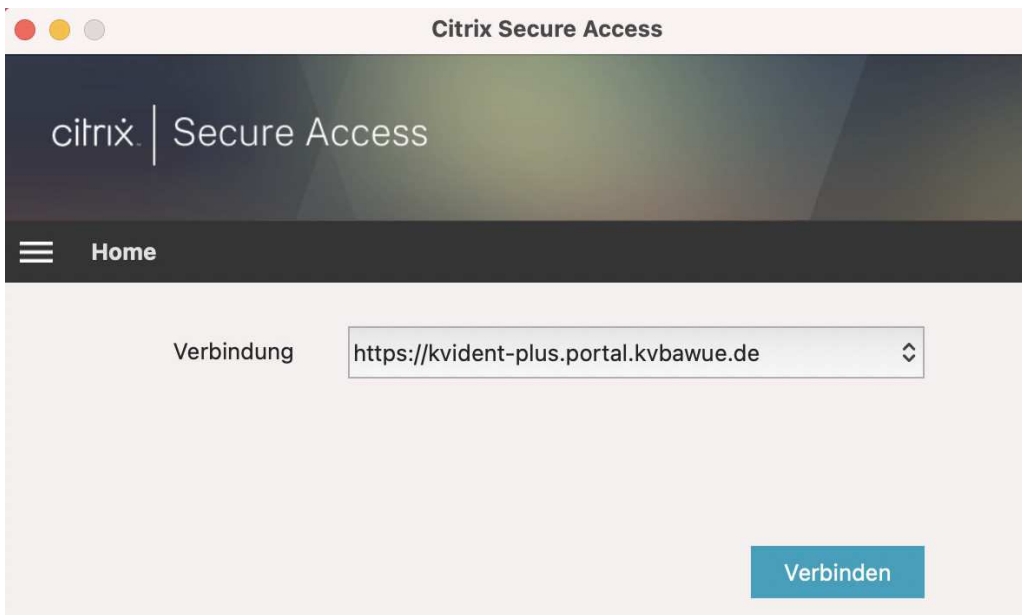 Citrix Secure Access
citrix. | Secure Access
Home
Verbindung https://kvident-plus.portal.kvbawue.de
Verbinden